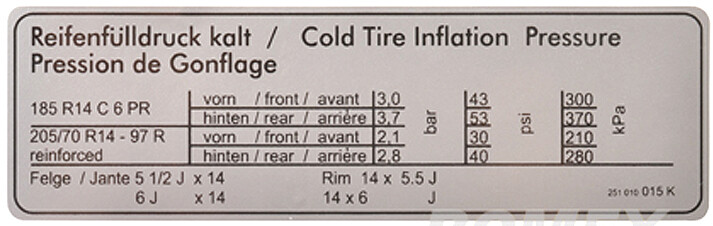 Reifenfülldruck kalt / Cold Tire Inflation Pressure
Pression de Gonflage
185 R14 C 6 PR vorn / front / avant 3,0 bar 43 psi 300 kPa
hinten / rear / arrière 3,7 53 370
205/70 R14 - 97 R vorn / front / avant 2,1 30 210
reinforced hinten / rear / arrière 2,8 40 280
Felge / Jante 5 1/2 J x 14 Rim 14 x 5.5 J
6 J x 14 14 x 6 J
251 010 015 K